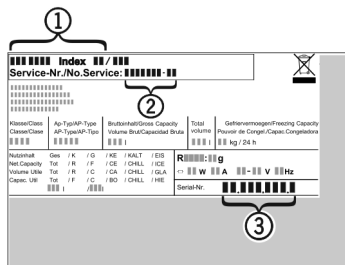 1
Index /
Service-Nr./No.Service: -
2
Klasse/Class Ap-Typ/AP-Type Bruttoinhalt/Gross Capacity Total Gefriervermoegen/Freezing Capacity
Classe/Clase AP-Type/AP-Tipo Volume Brut/Capacidad Bruta volume Pouvoir de Congel./Capac.Congeladora
l l kg / 24 h
Nutzinhalt Ges / K / G / KE / KALT / EIS
Net.Capacity Tot / R / F / CE / CHILL / ICE
Volume Utile Tot / R / C / CA / CHILL / GLA
Capac. Util Tot / F / C / BO / CHILL / HIE
l / l
R : g
W A - V Hz
Serial-Nr.
3